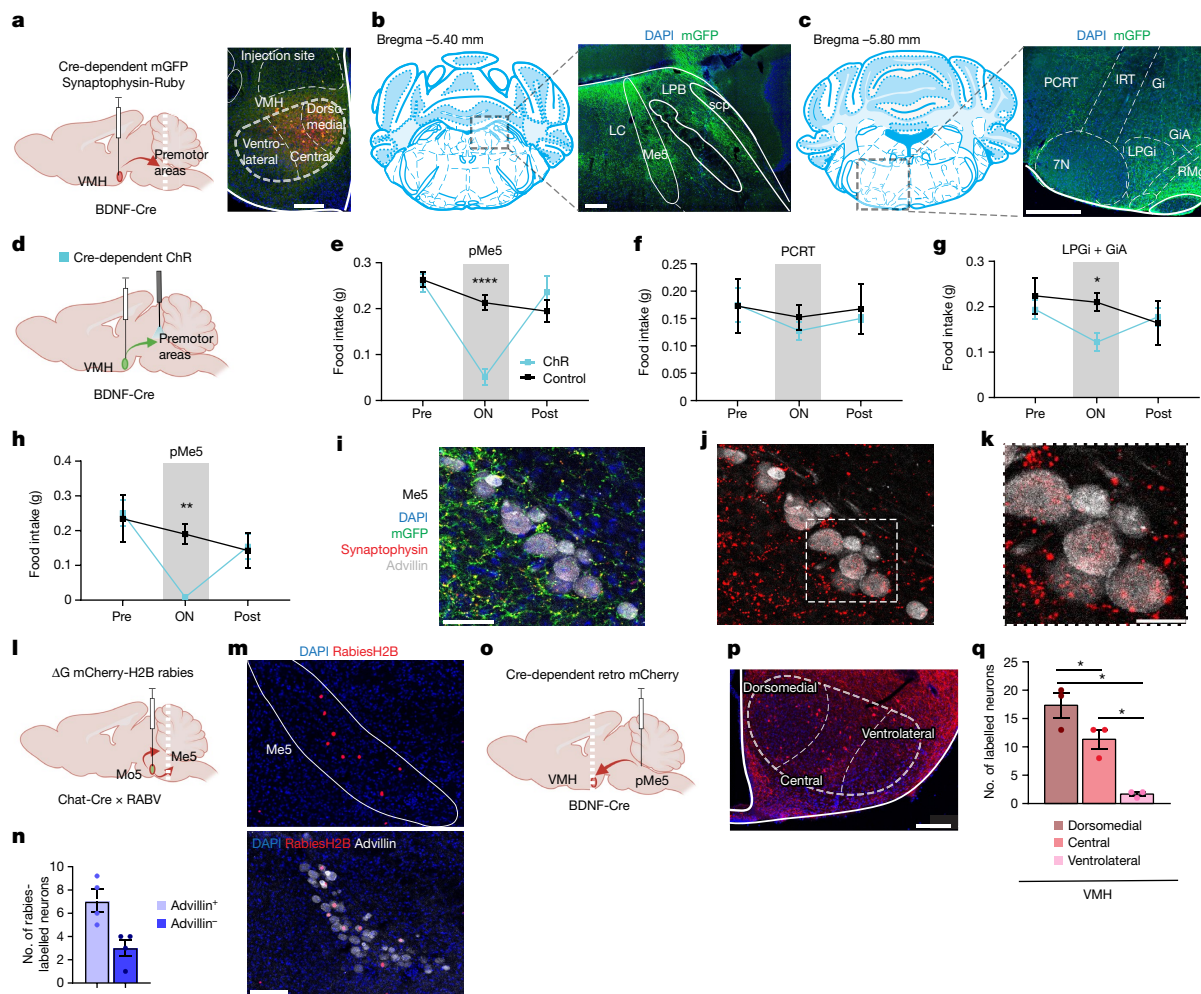 a
Cre-dependent mGFP
Synaptophysin-Ruby
VMH
Premotor
areas
BDNF-Cre
Injection site
VMH
Dorso-
medial
Ventro-
lateral
Central
b
Bregma –5.40 mm
DAPI mGFP
LPB
scp
LC
Me5
c
Bregma –5.80 mm
DAPI mGFP
PCRT
IRT
Gi
GiA
7N
LPGi
d
Cre-dependent ChR
VMH
Premotor
areas
BDNF-Cre
e
pMe5
Food intake (g)
0.3
0.2
0.1
0
****
ChR
Control
Pre
ON
Post
f
PCRT
Food intake (g)
0.25
0.20
0.15
0.10
0.05
0
Pre
ON
Post
g
LPGi + GiA
Food intake (g)
0.3
0.2
0.1
0
*
Pre
ON
Post
h
pMe5
Food intake (g)
0.4
0.3
0.2
0.1
0
**
Pre
ON
Post
i
Me5
DAPI
mGFP
Synaptophysin
Advillin
j
k
l
ΔG mCherry-H2B rabies
Me5
Mo5
Chat-Cre × RABV
m
DAPI RabiesH2B
Me5
DAPI RabiesH2B Advillin
n
No. of rabies-
labelled neurons
10
8
6
4
2
0
Advillin⁺
Advillin⁻
o
Cre-dependent retro mCherry
VMH
pMe5
BDNF-Cre
p
Dorsomedial
Ventrolateral
Central
q
No. of labelled neurons
25
20
15
10
5
0
*
*
*
Dorsomedial
Central
Ventrolateral
VMH